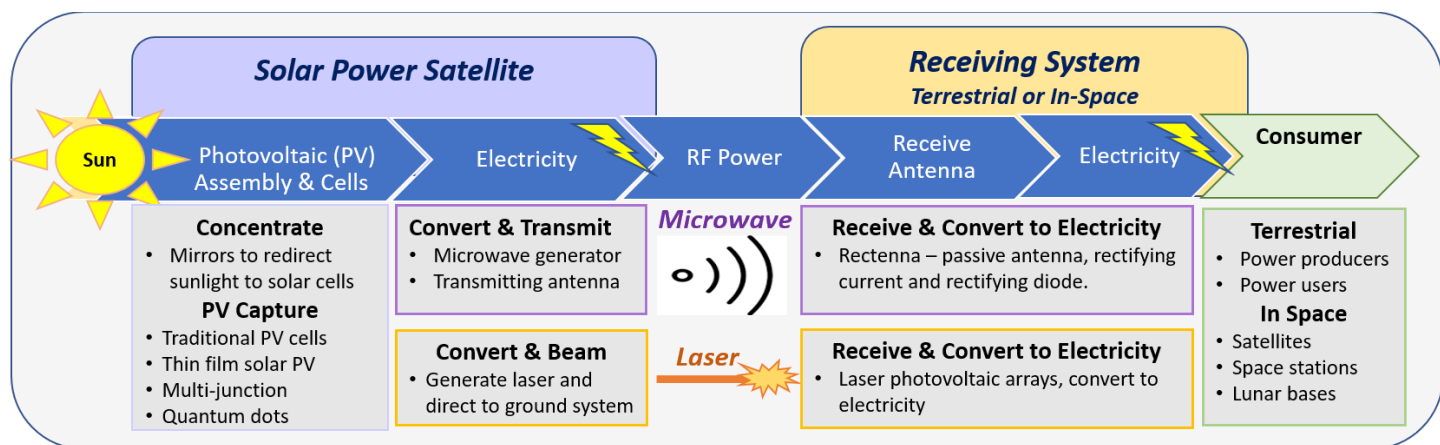 Solar Power Satellite
Receiving System
Terrestrial or In-Space
Sun
Photovoltaic (PV)
Assembly & Cells
Electricity
RF Power
Receive
Antenna
Electricity
Consumer
Concentrate
• Mirrors to redirect
sunlight to solar cells
PV Capture
• Traditional PV cells
• Thin film solar PV
• Multi-junction
• Quantum dots
Convert & Transmit
• Microwave generator
• Transmitting antenna
Convert & Beam
• Generate laser and
direct to ground system
Microwave
Laser
Receive & Convert to Electricity
• Rectenna – passive antenna, rectifying
current and rectifying diode.
Receive & Convert to Electricity
• Laser photovoltaic arrays, convert to
electricity
Terrestrial
• Power producers
• Power users
In Space
• Satellites
• Space stations
• Lunar bases